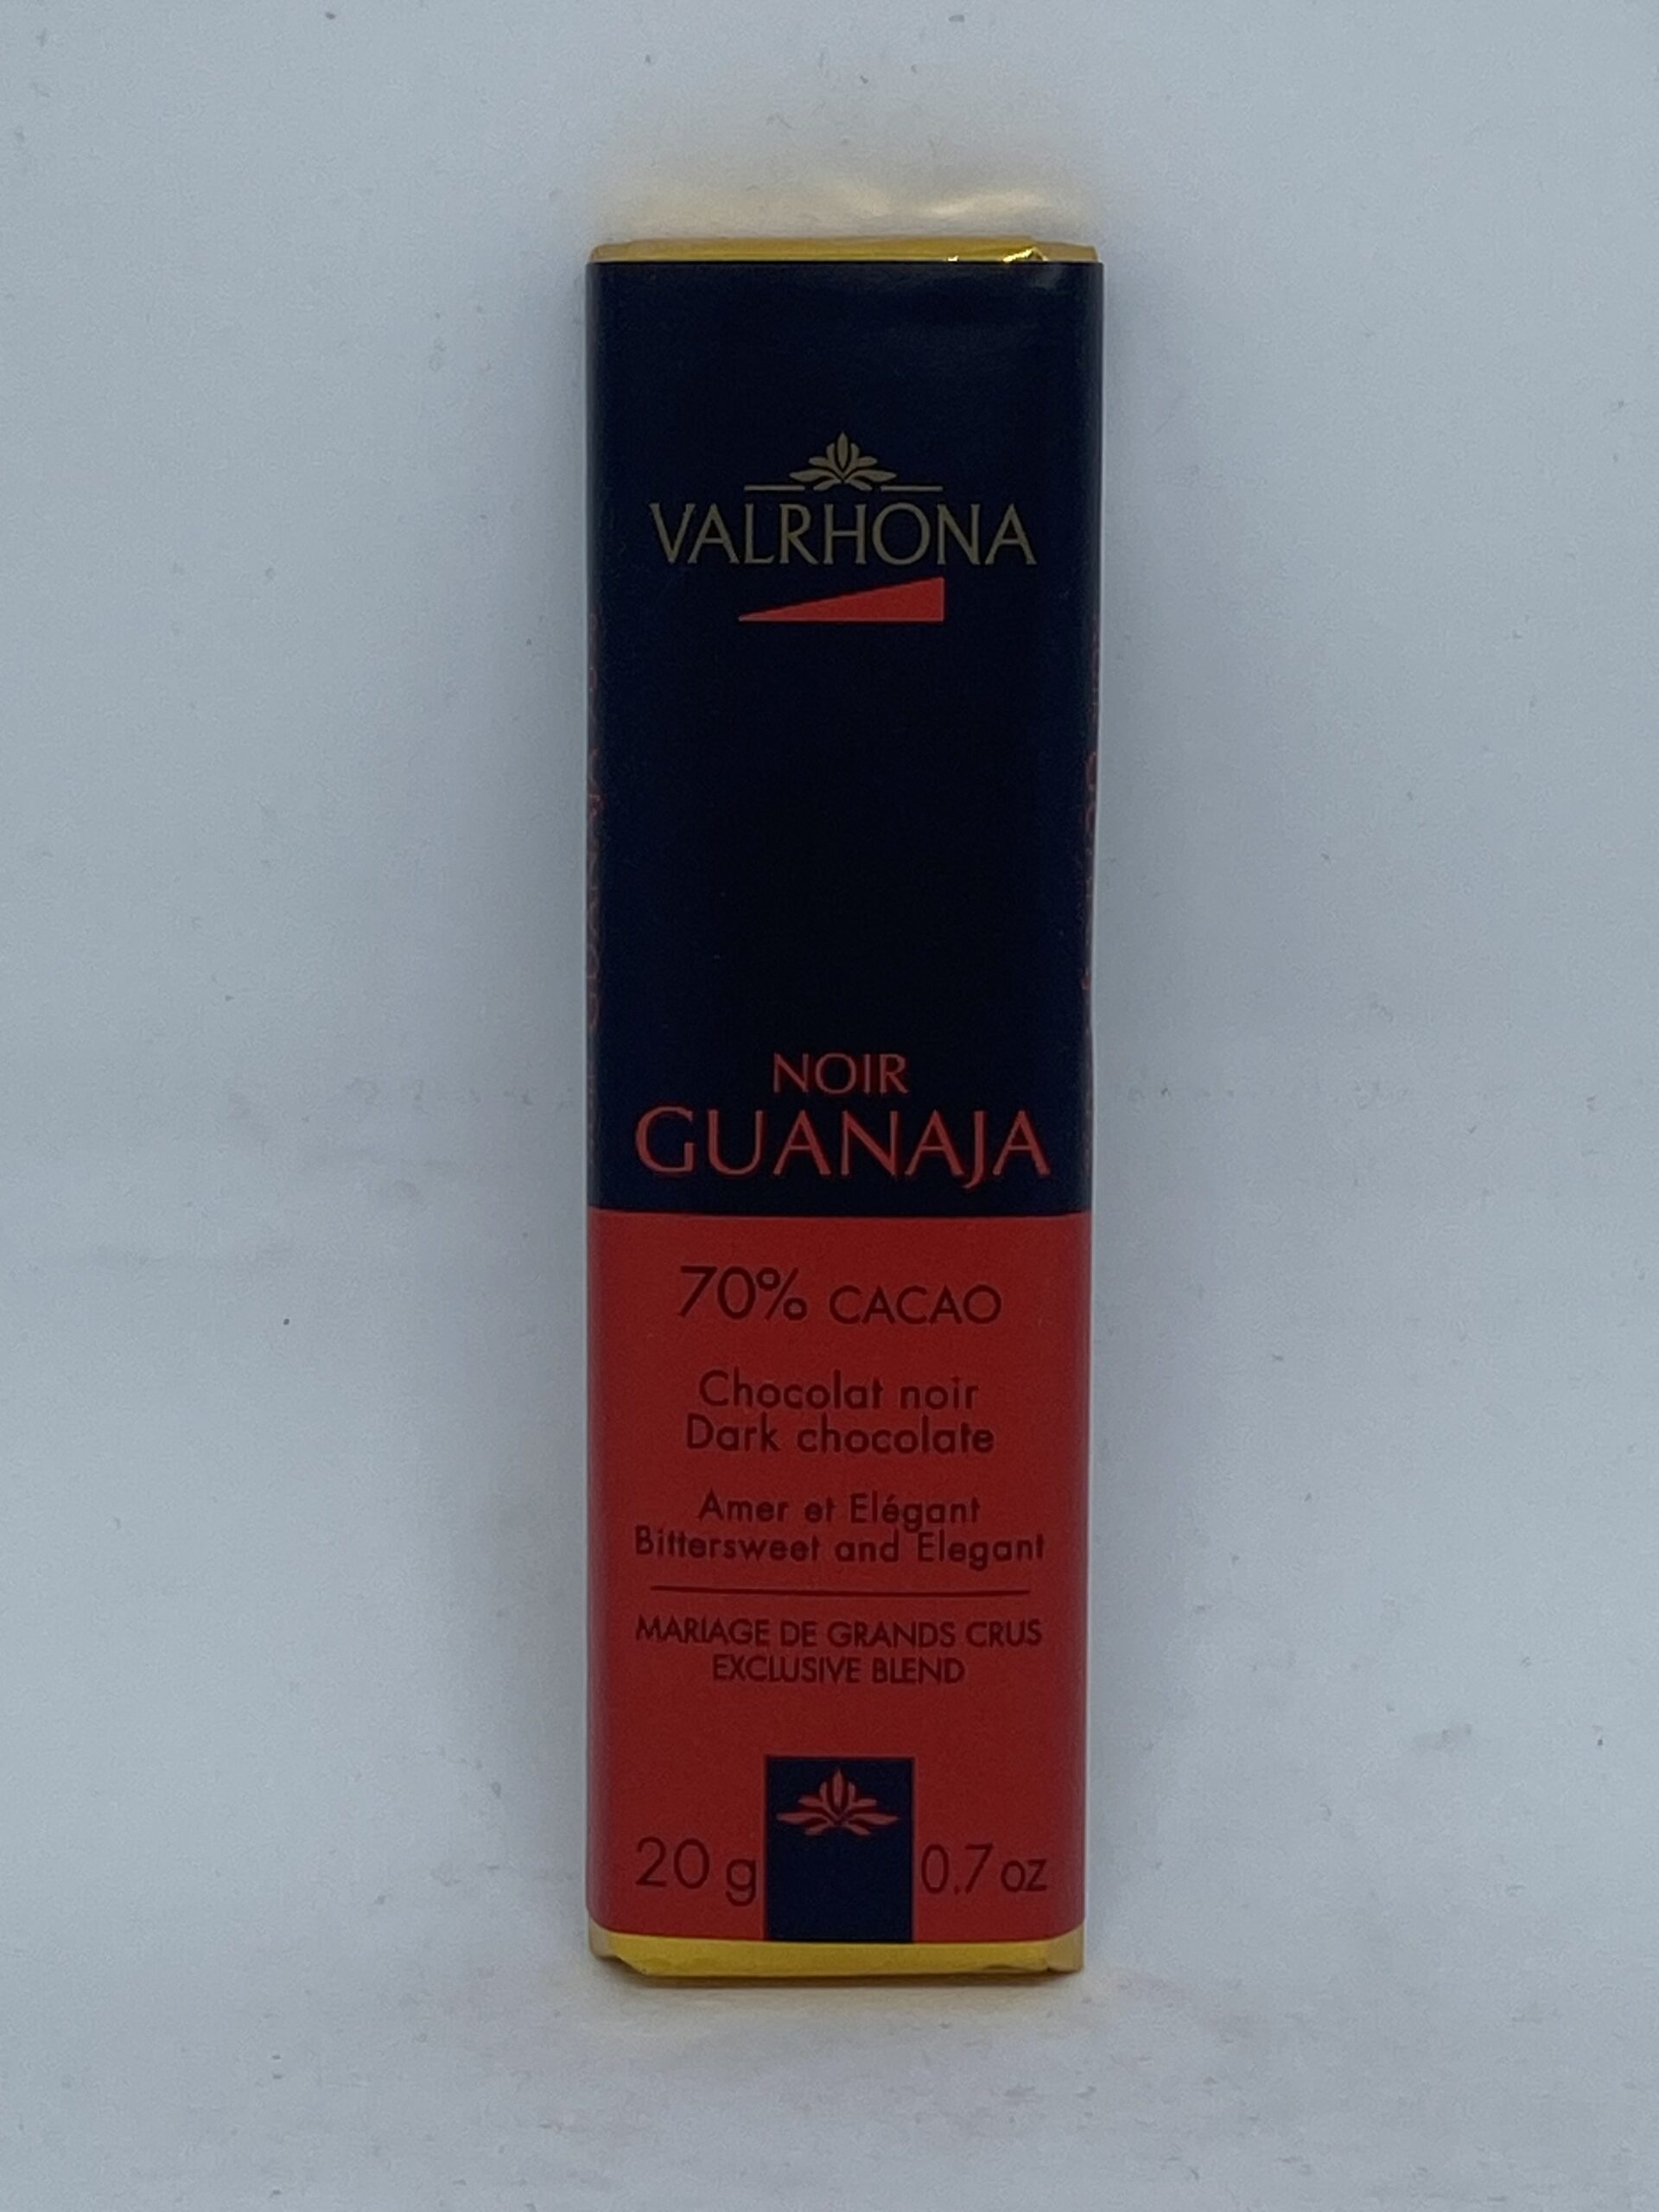 VALRHONA
NOIR
GUANAJA
70% CACAO
Chocolat noir
Dark chocolate
Amer et Elégant
Bittersweet and Elegant
MARIAGE DE GRANDS CRUS
EXCLUSIVE BLEND
20 g 0.7 oz